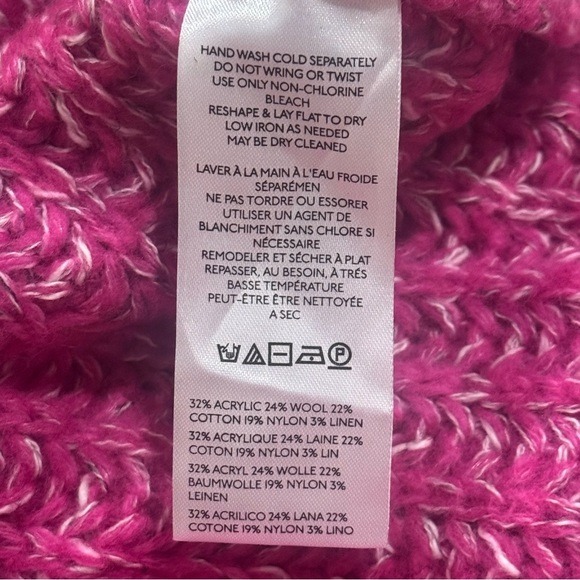 HAND WASH COLD SEPARATELY
DO NOT WRING OR TWIST
USE ONLY NON-CHLORINE
BLEACH
RESHAPE & LAY FLAT TO DRY
LOW IRON AS NEEDED
MAY BE DRY CLEANED
LAVER À LA MAIN À L'EAU FROIDE
SÉPARÉMEN
NE PAS TORDRE OU ESSORER
UTILISER UN AGENT DE
BLANCHIMENT SANS CHLORE SI
NÉCESSAIRE
REMODELER ET SÉCHER À PLAT
REPASSER, AU BESOIN, À TRÉS
BASSE TEMPÉRATURE
PEUT-ÊTRE ÊTRE NETTOYÉE
A SEC
P
32% ACRYLIC 24% WOOL 22%
COTTON 19% NYLON 3% LINEN
32% ACRYLIQUE 24% LAINE 22%
COTON 19% NYLON 3% LIN
32% ACRYL 24% WOLLE 22%
BAUMWOLLE 19% NYLON 3%
LEINEN
32% ACRILICO 24% LANA 22%
COTONE 19% NYLON 3% LINO